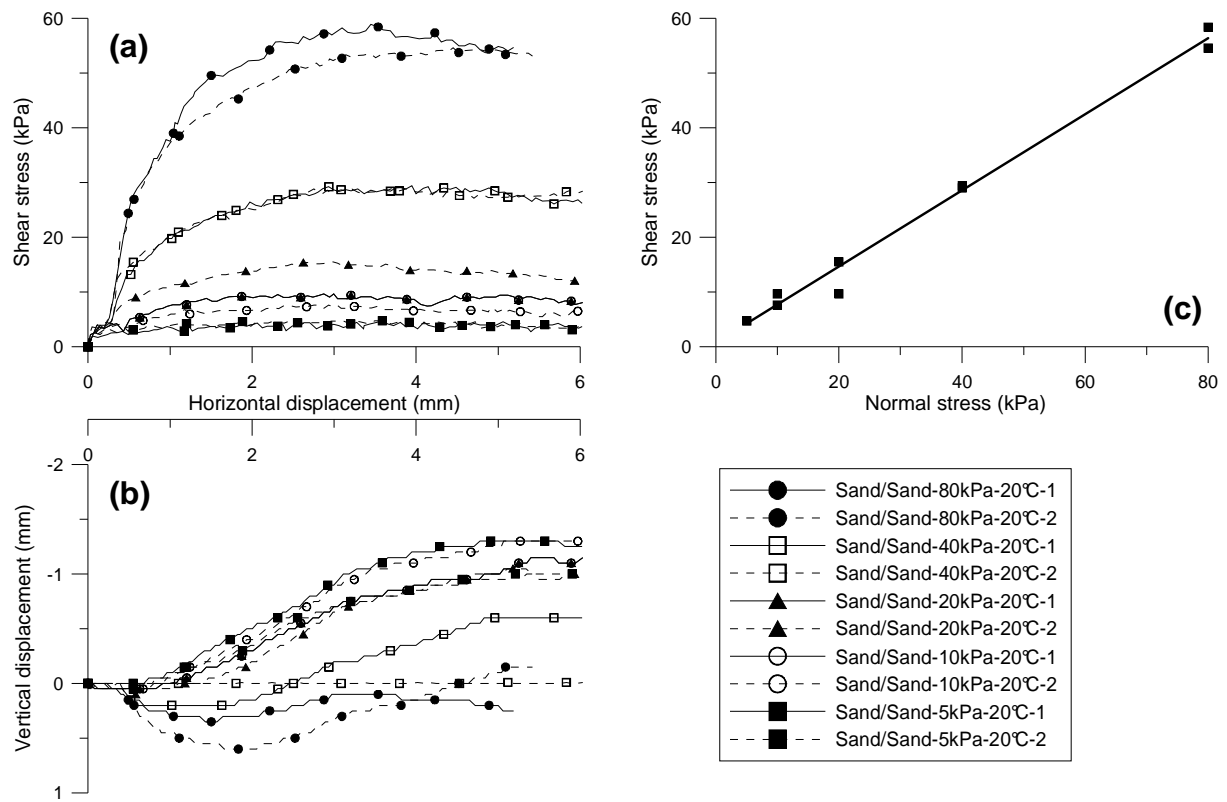 60
40
20
0
Shear stress (kPa)
(a)
0 2 4 6
Horizontal displacement (mm)
0 2 4 6
-2
-1
0
1
Vertical displacement (mm)
(b)
60
40
20
0
Shear stress (kPa)
(c)
0 20 40 60 80
Normal stress (kPa)
Sand/Sand-80kPa-20°C-1
Sand/Sand-80kPa-20°C-2
Sand/Sand-40kPa-20°C-1
Sand/Sand-40kPa-20°C-2
Sand/Sand-20kPa-20°C-1
Sand/Sand-20kPa-20°C-2
Sand/Sand-10kPa-20°C-1
Sand/Sand-10kPa-20°C-2
Sand/Sand-5kPa-20°C-1
Sand/Sand-5kPa-20°C-2